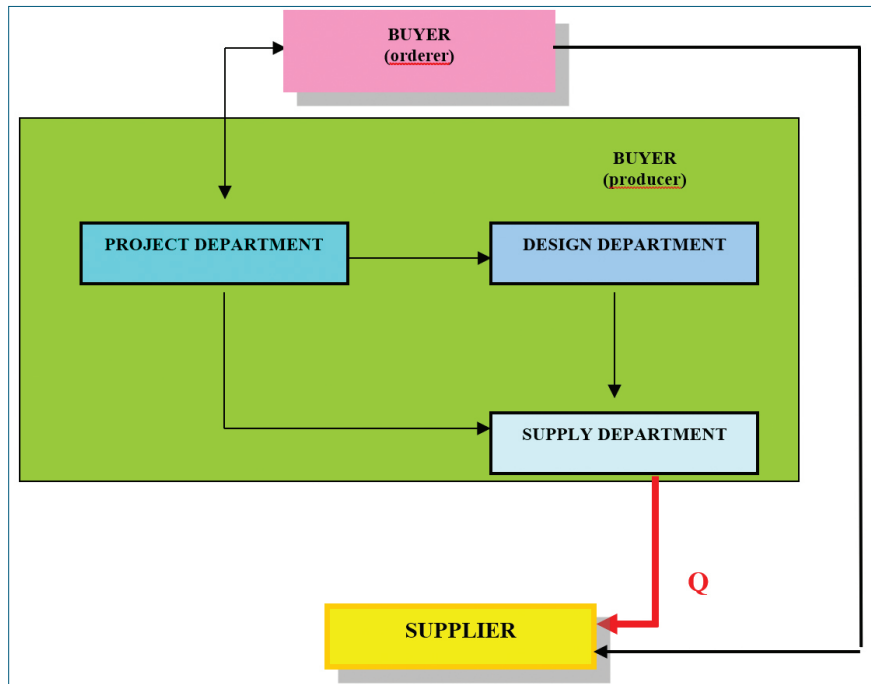 BUYER
(orderer)
BUYER
(producer)
PROJECT DEPARTMENT
DESIGN DEPARTMENT
SUPPLY DEPARTMENT
Q
SUPPLIER